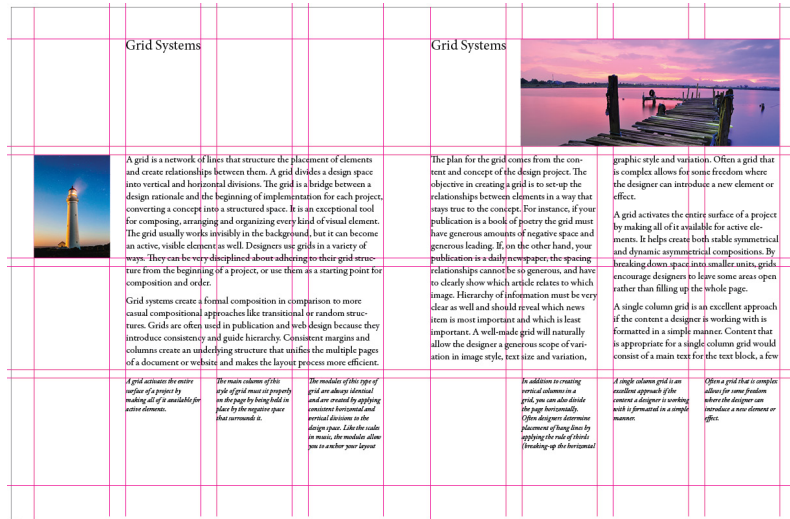 Grid Systems
A grid is a network of lines that structure the placement of elements
and create relationships between them. A grid divides a design space
into vertical and horizontal divisions. The grid is a bridge between a
design rationale and the beginning of implementation for each project,
converting a concept into a structured space. It is an exceptional tool
for composing, arranging and organizing every kind of visual element.
The grid usually works invisibly in the background, but it can become
an active, visible element as well. Designers use grids in a variety of
ways. They can be very disciplined about adhering to their grid struc-
ture from the beginning of a project, or use them as a starting point for
composition and order.
Grid systems create a formal composition in comparison to more
casual compositional approaches like transitional or random struc-
tures. Grids are often used in publication and web design because they
introduce consistency and guide hierarchy. Consistent margins and
columns create an underlying structure that unifies the multiple pages
of a document or website and makes the layout process more efficient.
A grid activates the entire
surface of a project by
making all of it available for
active elements.
The main column of this
style of grid must sit properly
on the page by being held in
place by the negative space
that surrounds it.
The modules of this type of
grid are always identical
and are created by applying
consistent horizontal and
vertical divisions to the
design space. Like the scales
in music, the modules allow
you to anchor your layout
Grid Systems
The plan for the grid comes from the con-
tent and concept of the design project. The
objective in creating a grid is to set-up the
relationships between elements in a way that
stays true to the concept. For instance, if your
publication is a book of poetry the grid must
have generous amounts of negative space and
generous leading. If, on the other hand, your
publication is a daily newspaper, the spacing
relationships cannot be so generous, and have
to clearly show which article relates to which
image. Hierarchy of information must be very
clear as well and should reveal which news
item is most important and which is least
important. A well-made grid will naturally
allow the designer a generous scope of vari-
ation in image style, text size and variation,
graphic style and variation. Often a grid that
is complex allows for some freedom where
the designer can introduce a new element or
effect.
A grid activates the entire surface of a project
by making all of it available for active ele-
ments. It helps create both stable symmetrical
and dynamic asymmetrical compositions. By
breaking down space into smaller units, grids
encourage designers to leave some areas open
rather than filling up the whole page.
A single column grid is an excellent approach
if the content a designer is working with is
formatted in a simple manner. Content that
is appropriate for a single column grid would
consist of a main text for the text block, a few
In addition to creating
vertical columns in a
grid, you can also divide
the page horizontally.
Often designers determine
placement of hang lines by
applying the rule of thirds
(breaking-up the horizontal
A single column grid is an
excellent approach if the
content a designer is working
with is formatted in a simple
manner.
Often a grid that is complex
allows for some freedom
where the designer can
introduce a new element or
effect.